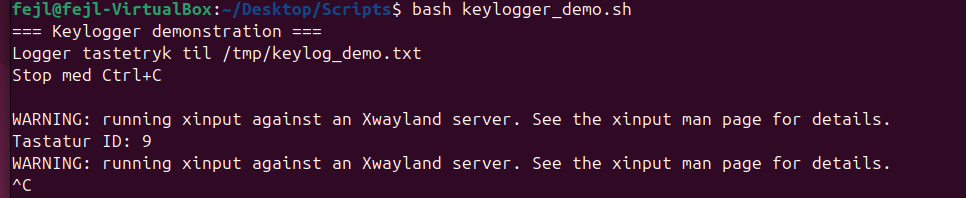 fejl@fejl-VirtualBox:~/Desktop/Scripts$ bash keylogger_demo.sh
=== Keylogger demonstration ===
Logger tastetryk til /tmp/keylog_demo.txt
Stop med Ctrl+C
WARNING: running xinput against an Xwayland server. See the xinput man page for details.
Tastatur ID: 9
WARNING: running xinput against an Xwayland server. See the xinput man page for details.
^C